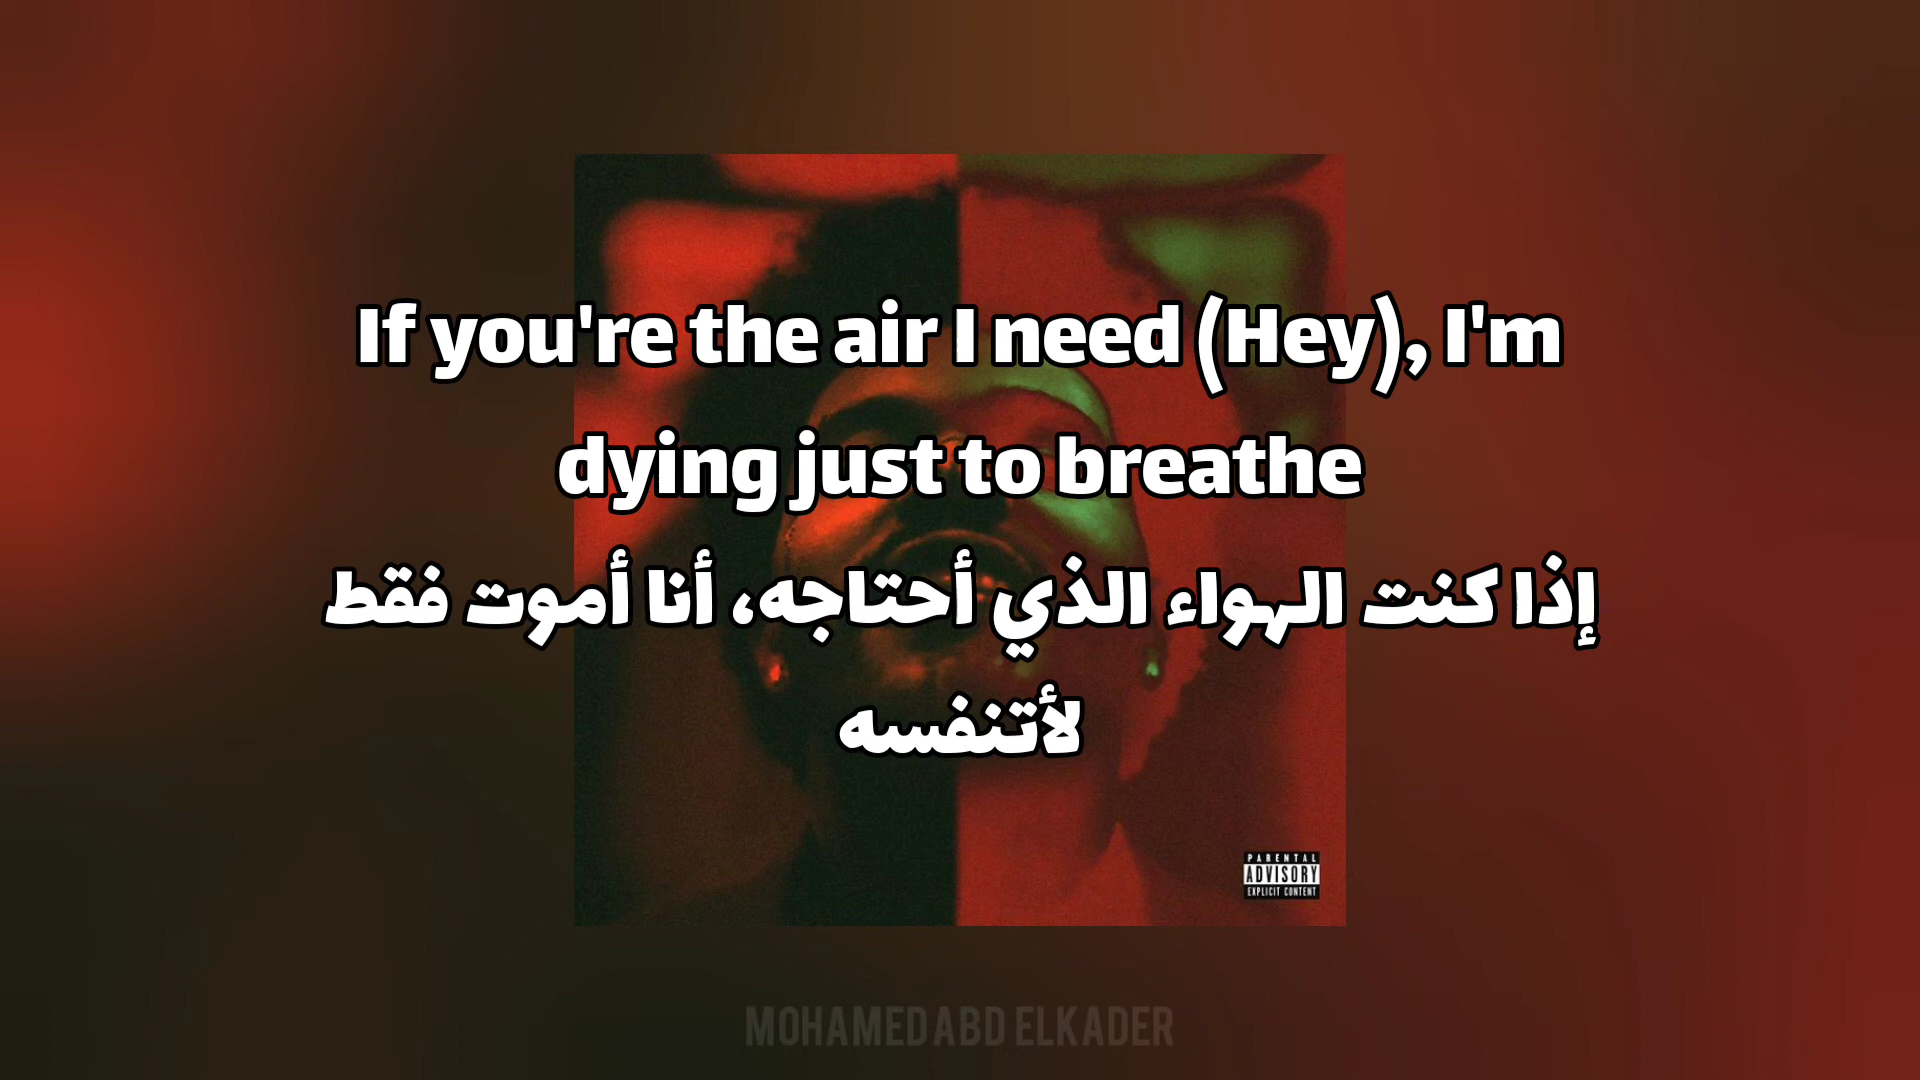 If you're the air I need (Hey), I'm
dying just to breathe
إذا كنت الهواء الذي أحتاجه، أنا أموت فقط
لأتنفسه
PARENTAL
ADVISORY
EXPLICIT CONTENT
MOHAMED ABD ELKADER